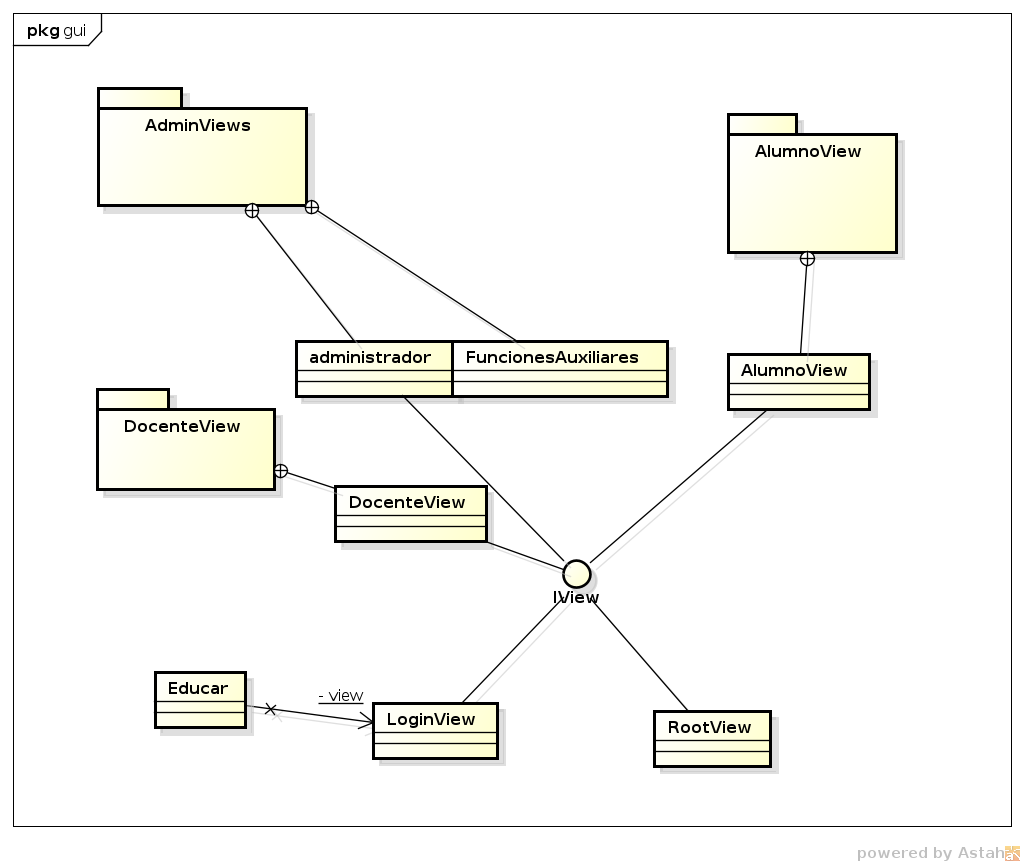 pkg gui
AdminViews
AlumnoView
administrador
FuncionesAuxiliares
AlumnoView
DocenteView
DocenteView
IView
Educar
- view
LoginView
RootView
powered by Astah